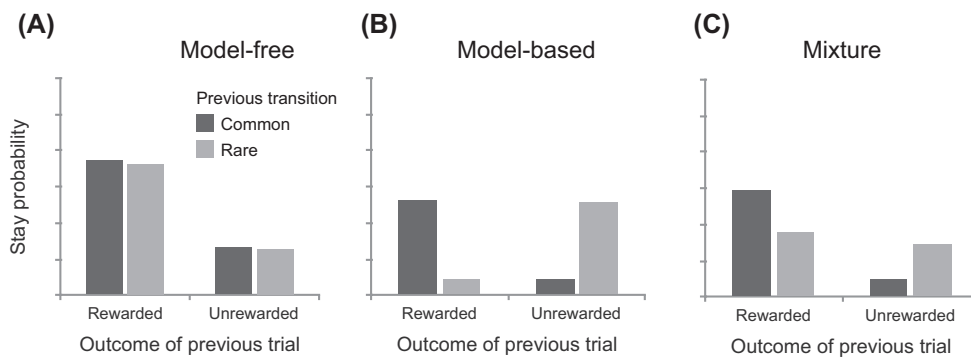 (A)
Model-free
Stay probability
Previous transition
Common
Rare
Rewarded Unrewarded
Outcome of previous trial
(B)
Model-based
Rewarded Unrewarded
Outcome of previous trial
(C)
Mixture
Rewarded Unrewarded
Outcome of previous trial